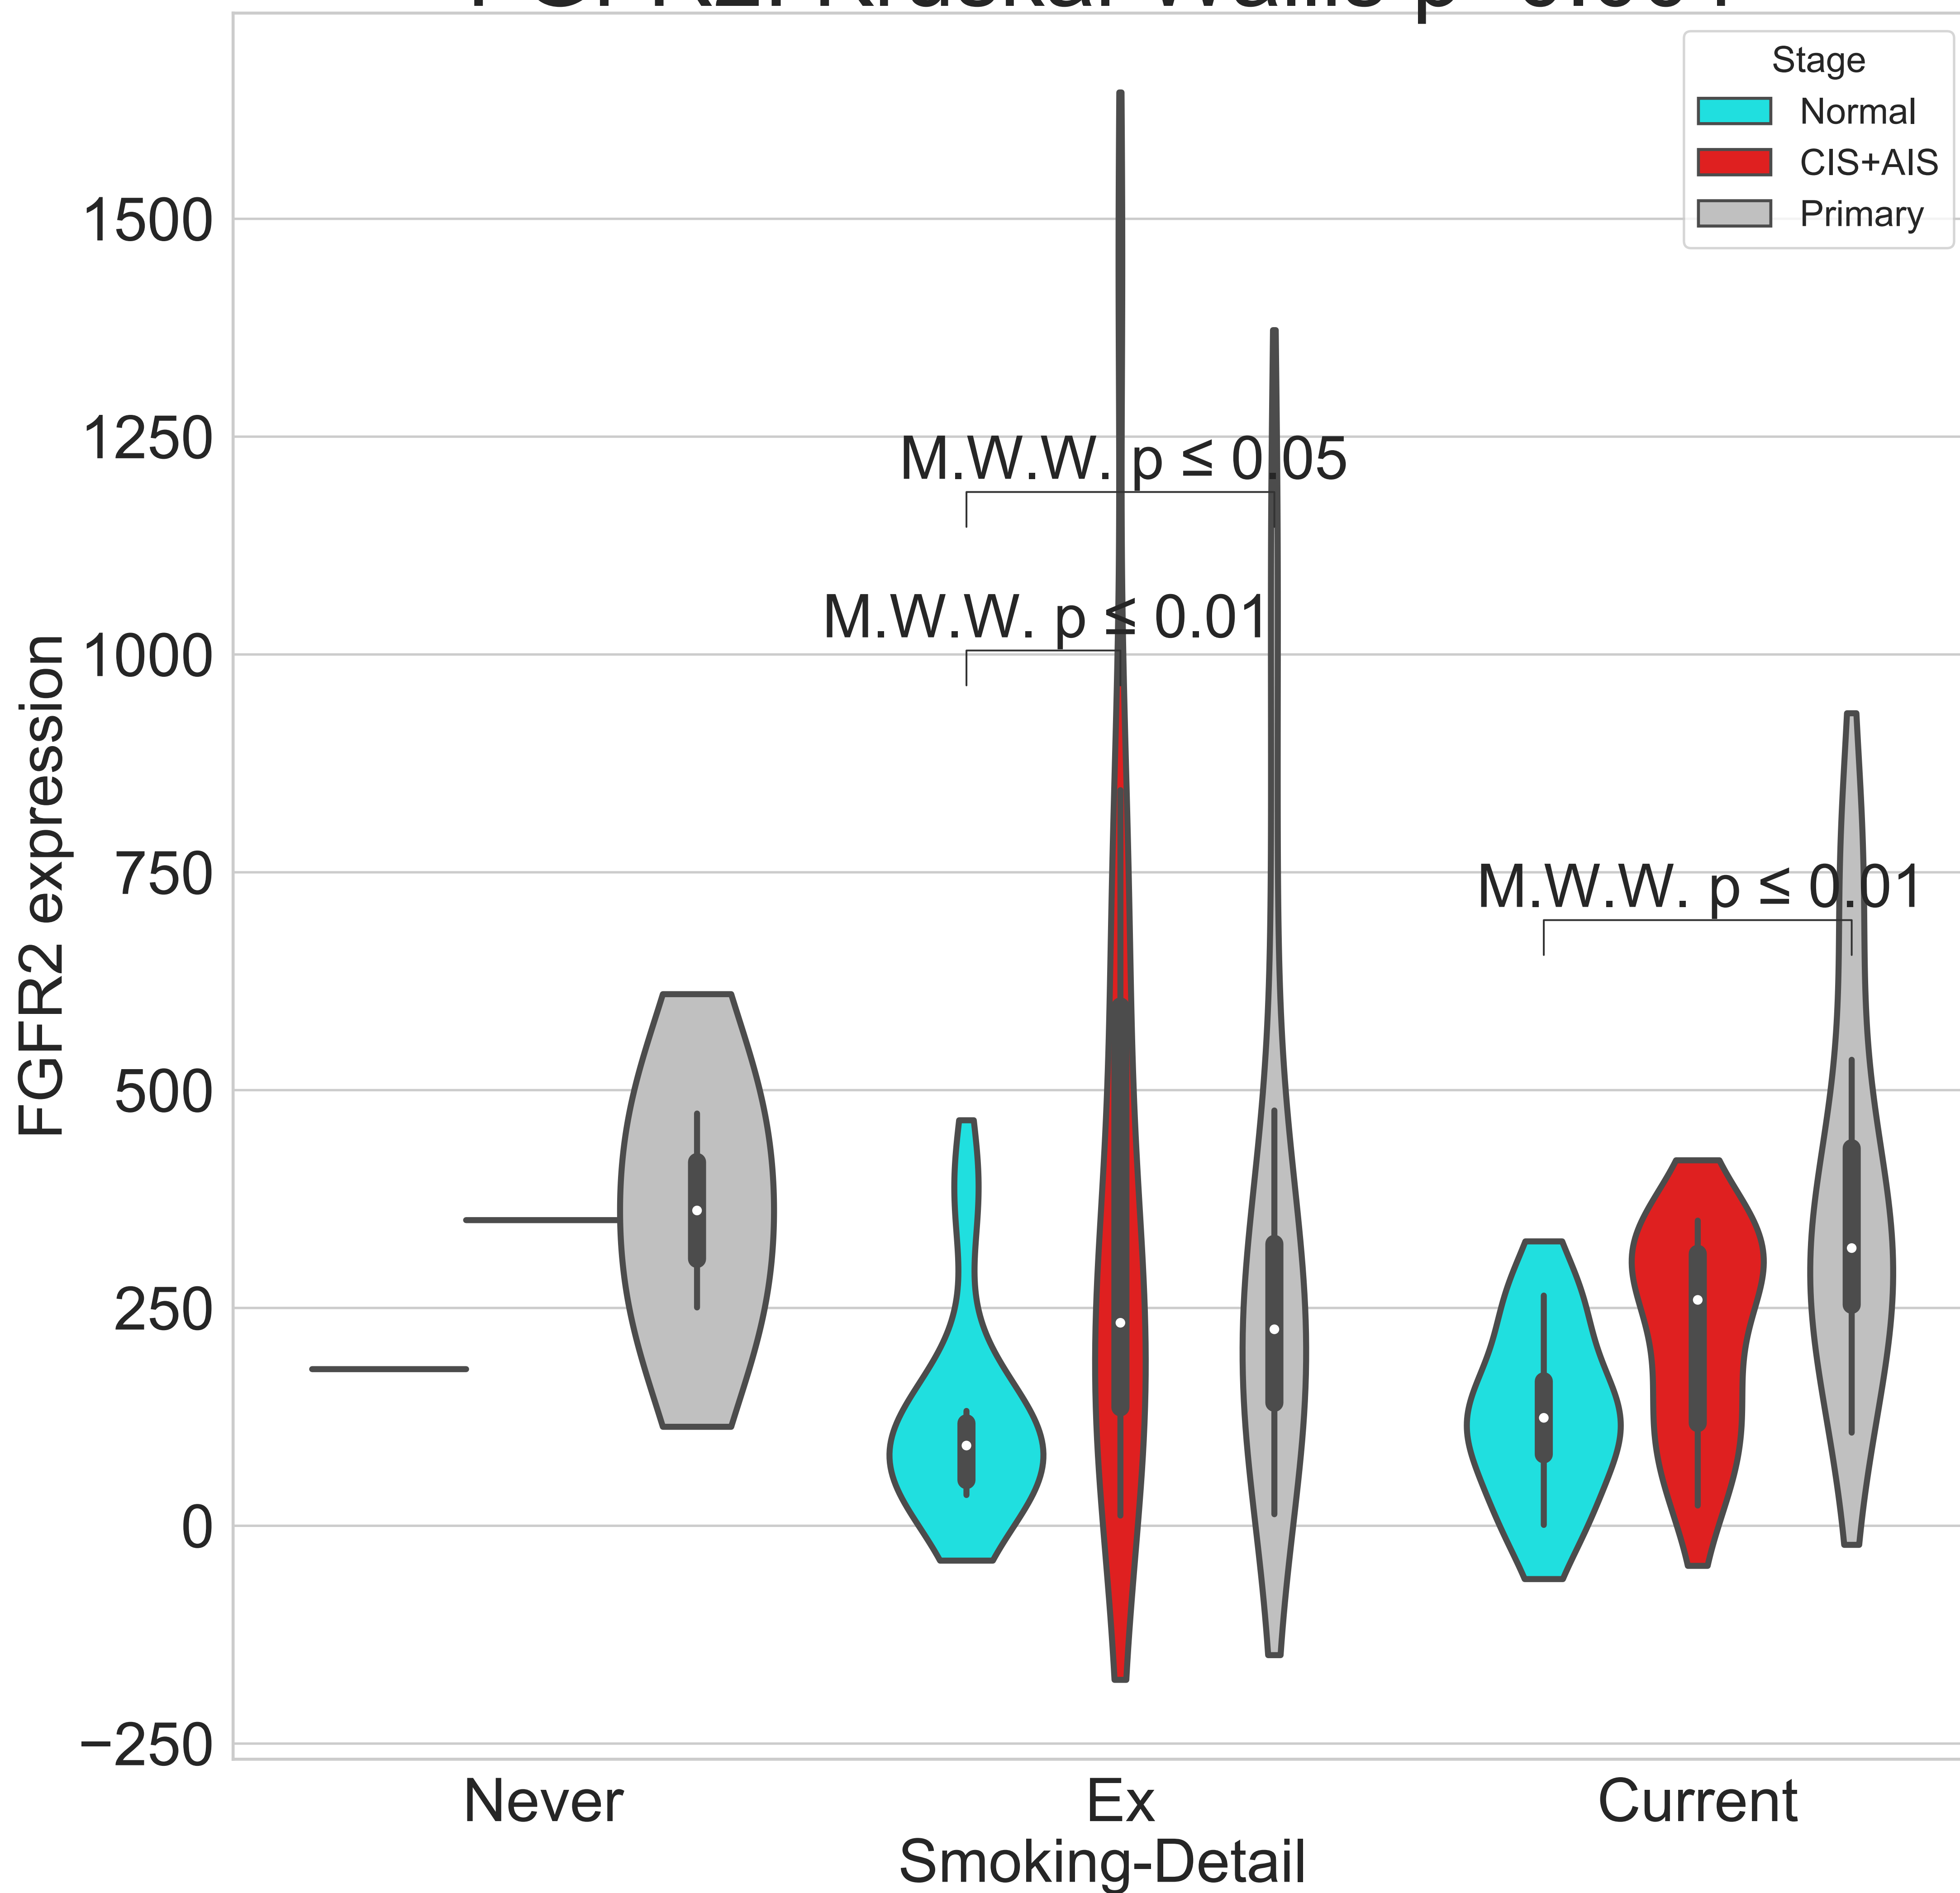 Stage
Normal
CIS+AIS
Primary
1500
1250
1000
750
500
250
0
−250
FGFR2 expression
M.W.W. p ≤ 0.05
M.W.W. p ≤ 0.01
M.W.W. p ≤ 0.01
Never
Ex
Current
Smoking-Detail